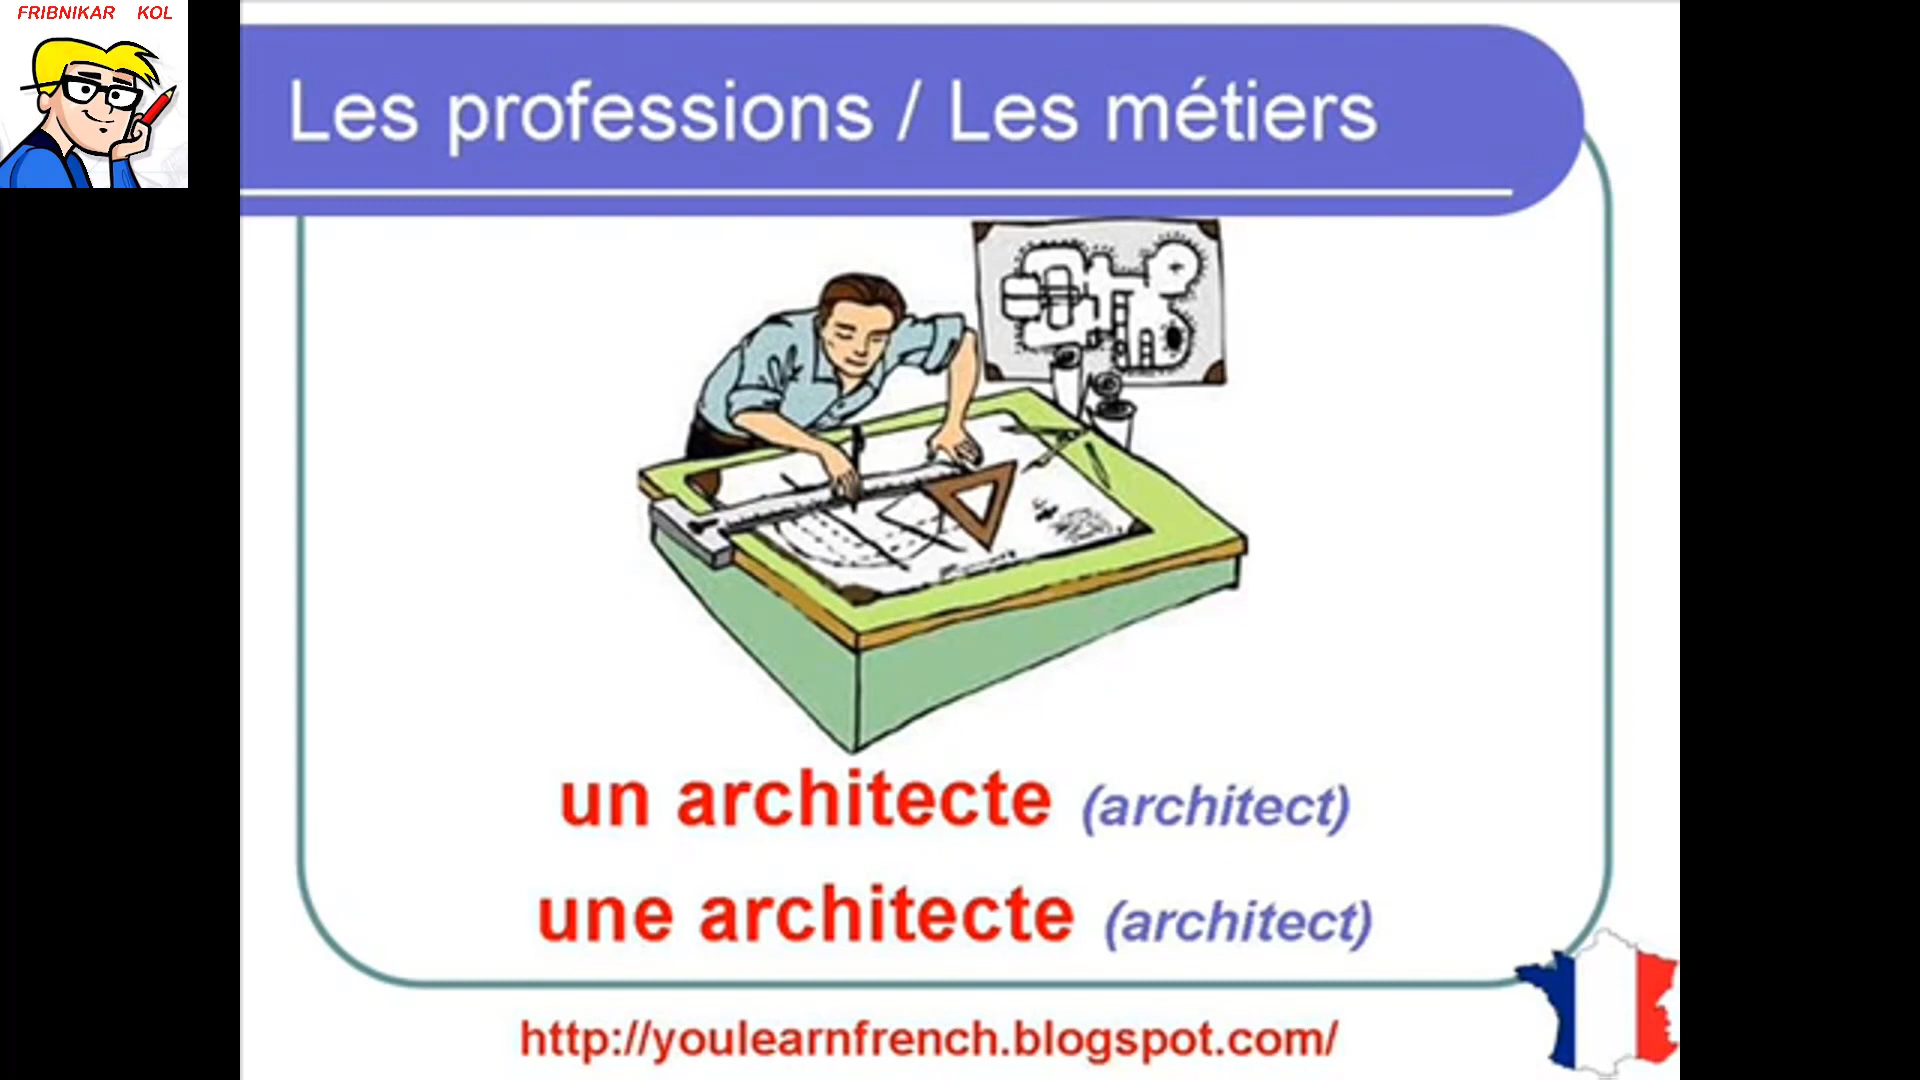 FRIBNIKAR KOL
Les professions / Les métiers
un architecte (architect)
une architecte (architect)
http://youlearnfrench.blogspot.com/